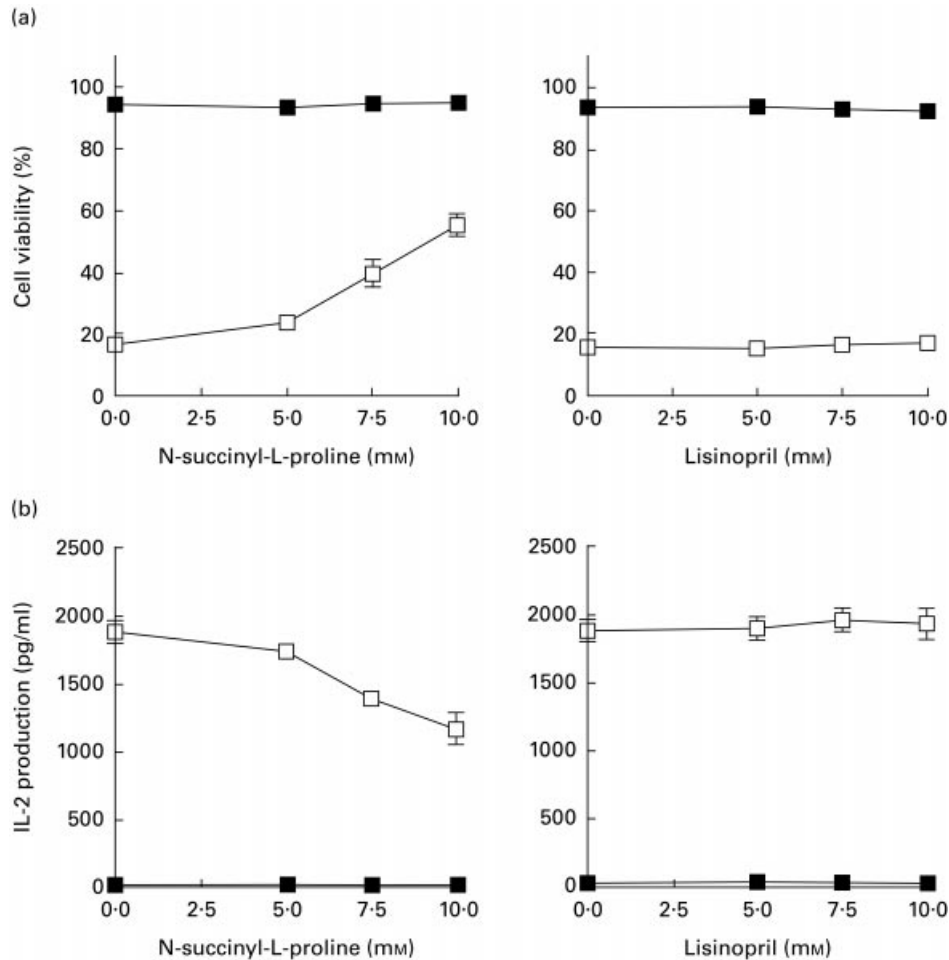 (a)
100
80
60
40
20
0
Cell viability (%)
0·0 2·5 5·0 7·5 10·0
N-succinyl-L-proline (mM)
100
80
60
40
20
0
0·0 2·5 5·0 7·5 10·0
Lisinopril (mM)
(b)
2500
2000
1500
1000
500
0
IL-2 production (pg/ml)
0·0 2·5 5·0 7·5 10·0
N-succinyl-L-proline (mM)
2500
2000
1500
1000
500
0
0·0 2·5 5·0 7·5 10·0
Lisinopril (mM)